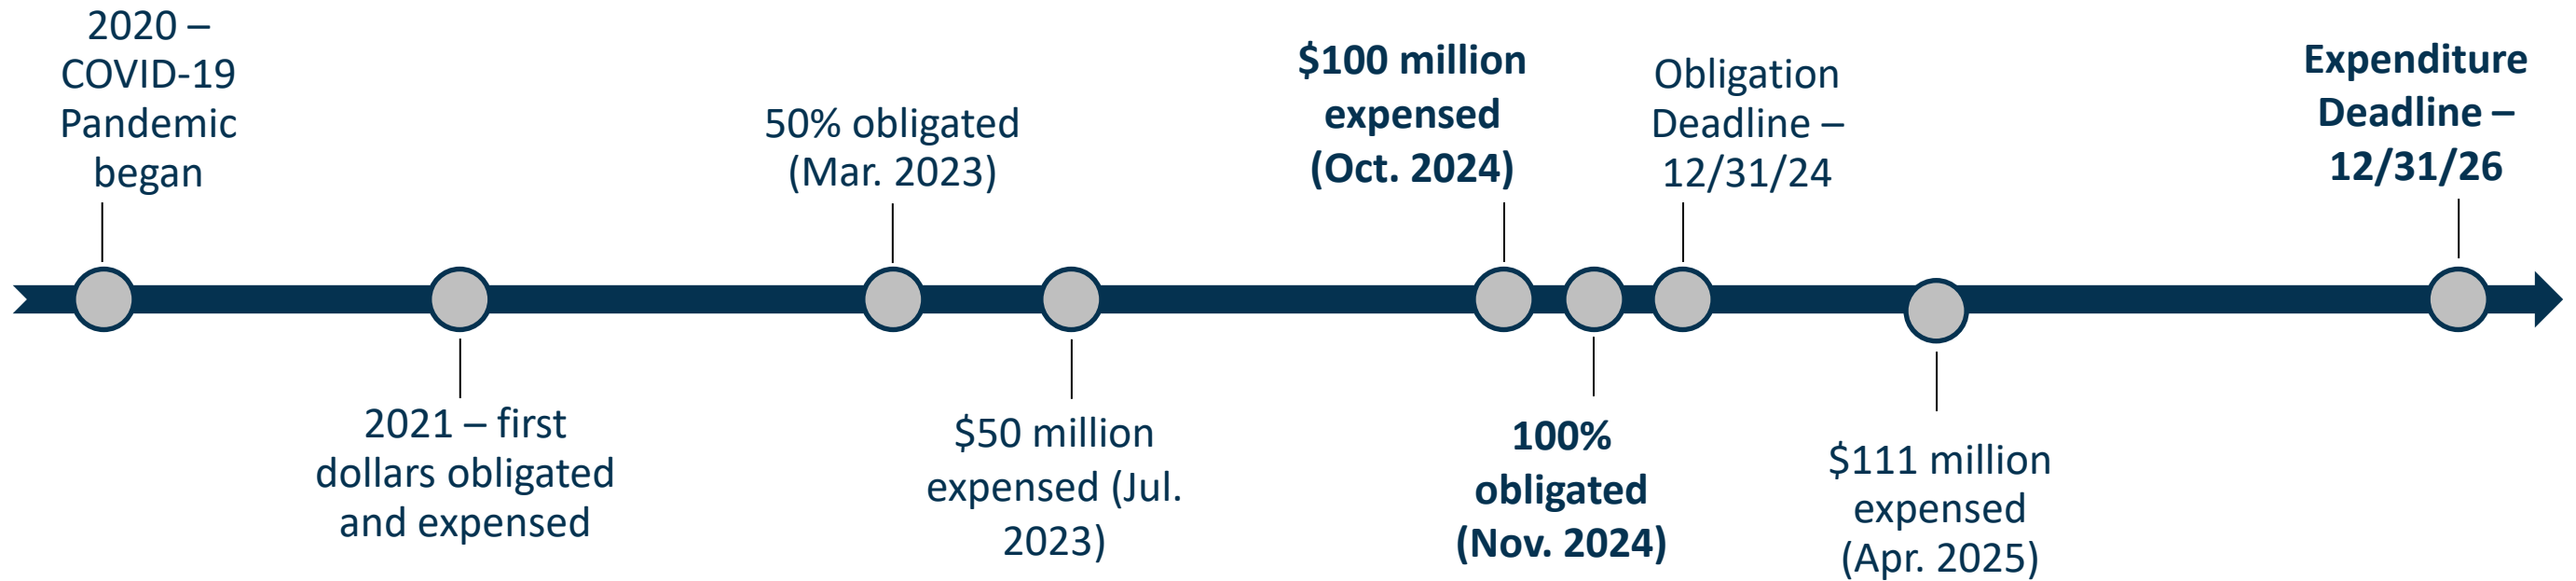 2020 –
COVID-19
Pandemic
began
2021 – first
dollars obligated
and expensed
50% obligated
(Mar. 2023)
$50 million
expensed (Jul.
2023)
$100 million
expensed
(Oct. 2024)
100%
obligated
(Nov. 2024)
Obligation
Deadline –
12/31/24
$111 million
expensed
(Apr. 2025)
Expenditure
Deadline –
12/31/26